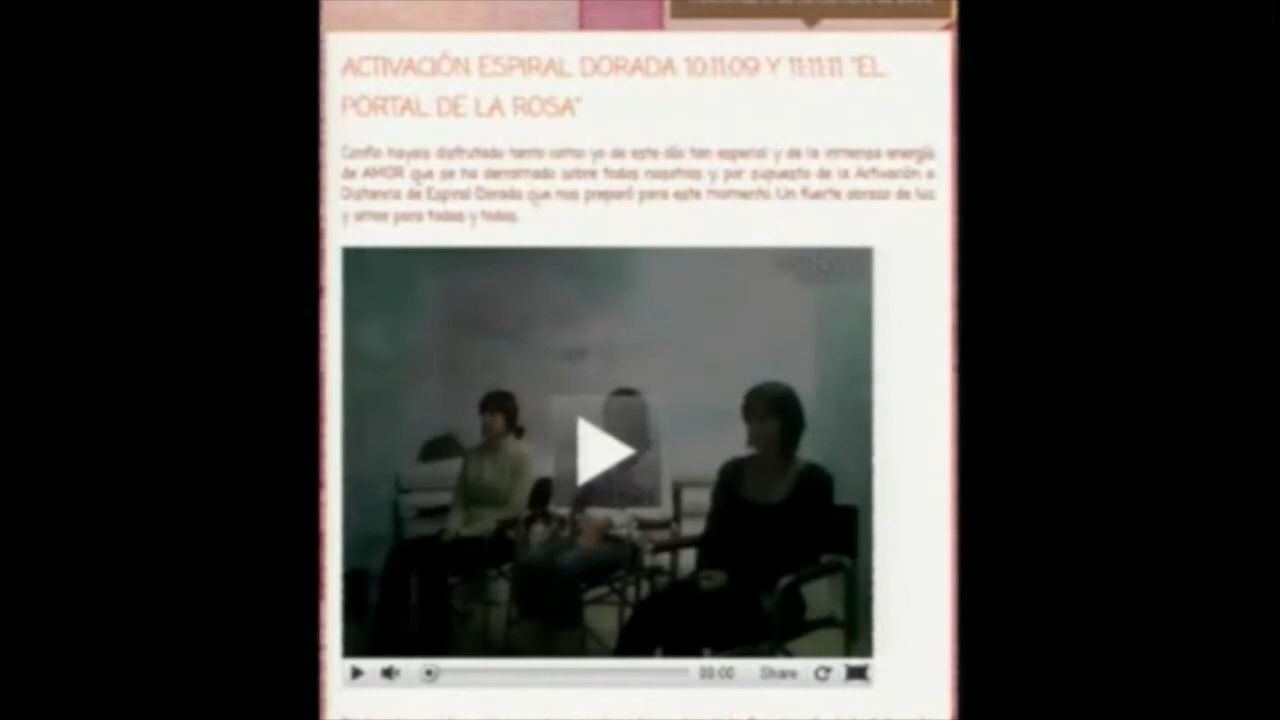 ACTIVACIÓN ESPIRAL DORADA 10:11:09 Y 11:11:11 "EL
PORTAL DE LA ROSA"
Confío hayais disfrutado tanto como yo de este día tan especial y de la inmensa energía
de AMOR que se ha derramado sobre todos nosotros y, por supuesto de la Activación a
Distancia de Espiral Dorada que nos preparó para este momento. Un fuerte abrazo de luz
y amor para todas y todos.
00:00 Share